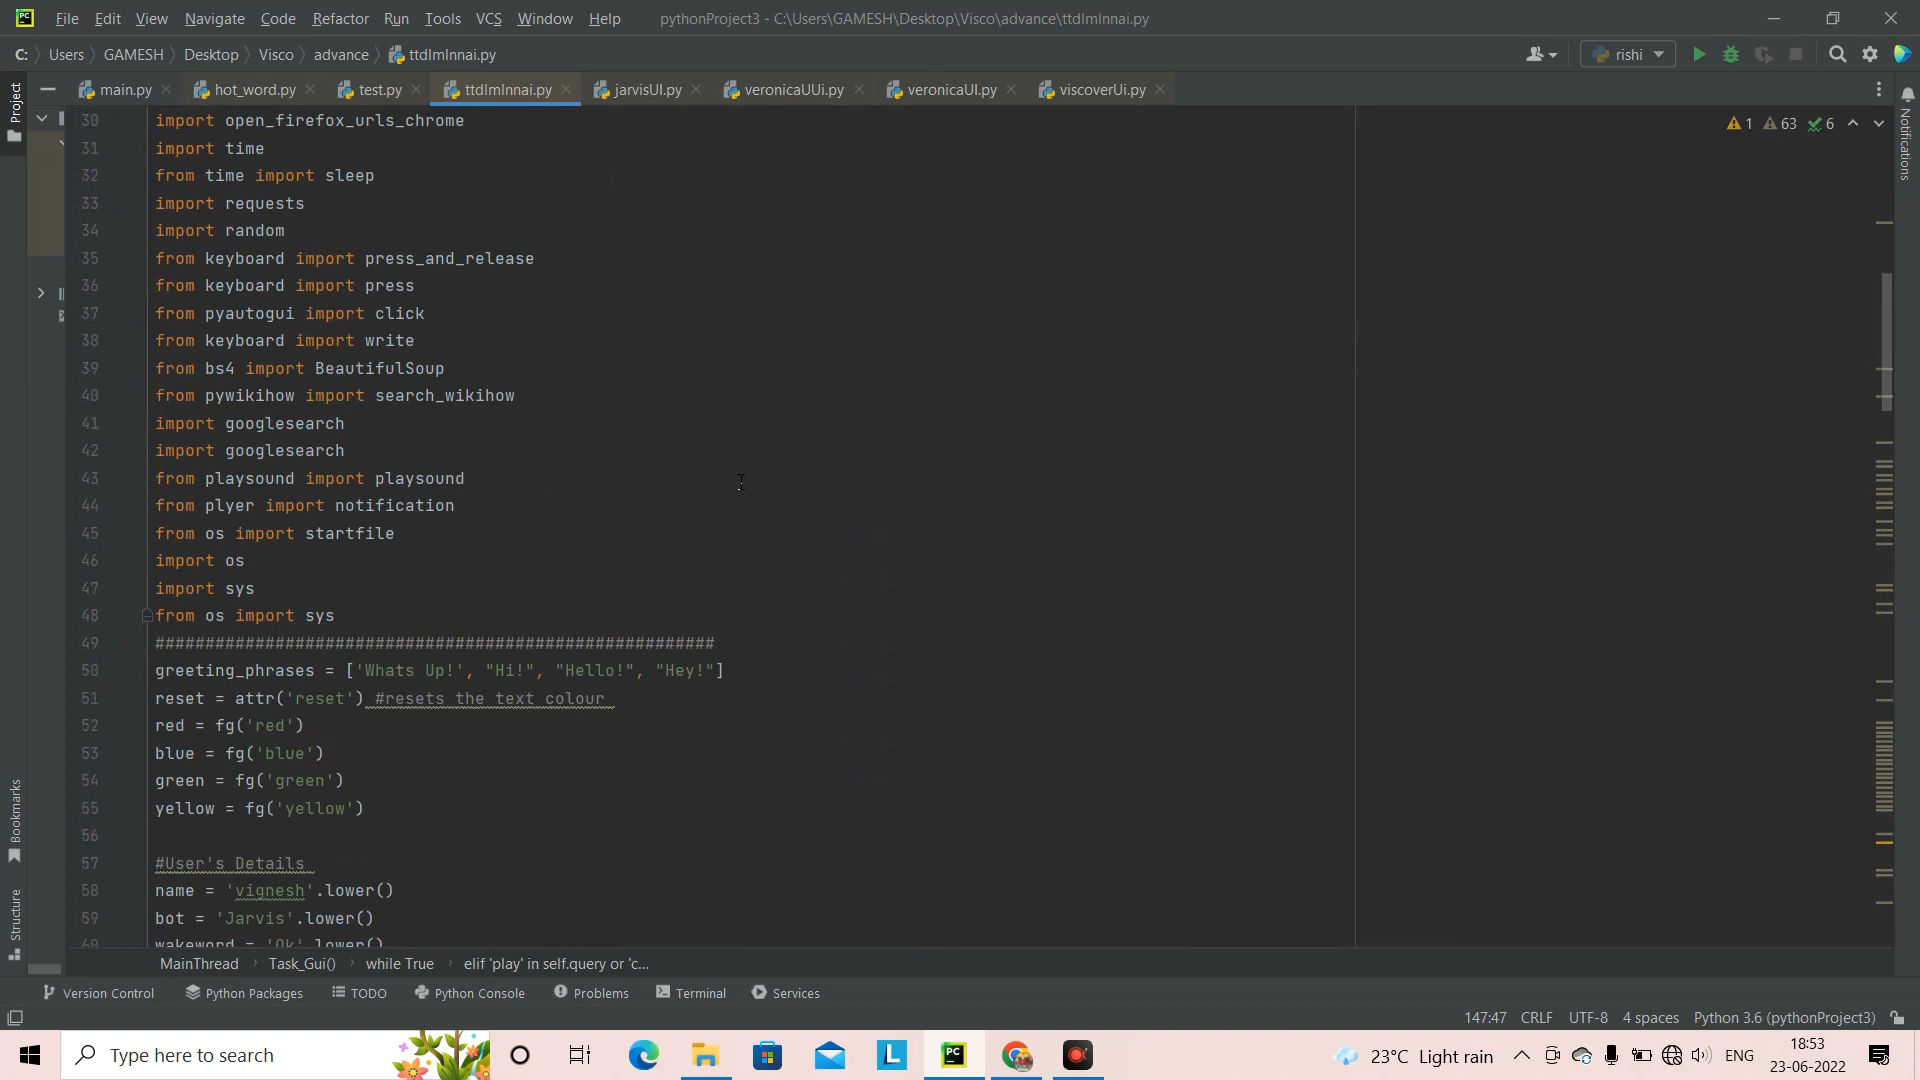 File Edit View Navigate Code Refactor Run Tools VCS Window Help pythonProject3 - C:\Users\GAMESH\Desktop\Visco\advance\ttdImInnai.py
C: Users GAMESH Desktop Visco advance ttdImInnai.py rishi
main.py hot_word.py test.py ttdImInnai.py jarvisUI.py veronicaUUi.py veronicaUI.py viscoverUi.py
Project
Notifications
1 63 6
30 import open_firefox_urls_chrome
31 import time
32 from time import sleep
33 import requests
34 import random
35 from keyboard import press_and_release
36 from keyboard import press
37 from pyautogui import click
38 from keyboard import write
39 from bs4 import BeautifulSoup
40 from pywikihow import search_wikihow
41 import googlesearch
42 import googlesearch
43 from playsound import playsound
44 from plyer import notification
45 from os import startfile
46 import os
47 import sys
48 from os import sys
49 ########################################################
50 greeting_phrases = ['Whats Up!', "Hi!", "Hello!", "Hey!"]
51 reset = attr('reset') #resets the text colour
52 red = fg('red')
53 blue = fg('blue')
54 green = fg('green')
55 yellow = fg('yellow')
56
57 #User's Details
58 name = 'vignesh'.lower()
59 bot = 'Jarvis'.lower()
60 wakeword = 'Ok'.lower()
Bookmarks
Structure
MainThread Task_Gui() while True elif 'play' in self.query or 'c...
Version Control Python Packages TODO Python Console Problems Terminal Services
147:47 CRLF UTF-8 4 spaces Python 3.6 (pythonProject3)
Type here to search
23°C Light rain ENG 18:53
23-06-2022